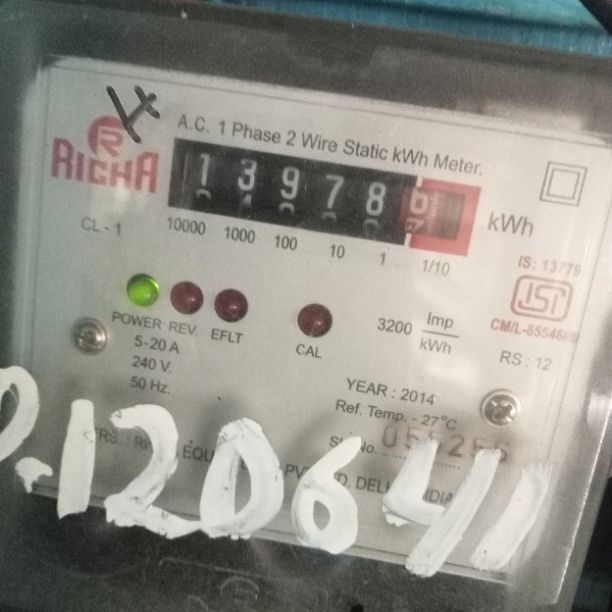 A.C. 1 Phase 2 Wire Static kWh Meter.
RICHA
1 3 9 7 8 6 kWh
CL - 1
10000 1000 100 10 1 1/10
IS: 13779
ISI
POWER REV. EFLT CAL
3200 Imp/kWh
5-20 A
240 V.
50 Hz.
RS : 12
YEAR : 2014
Ref. Temp. - 27°C
120641